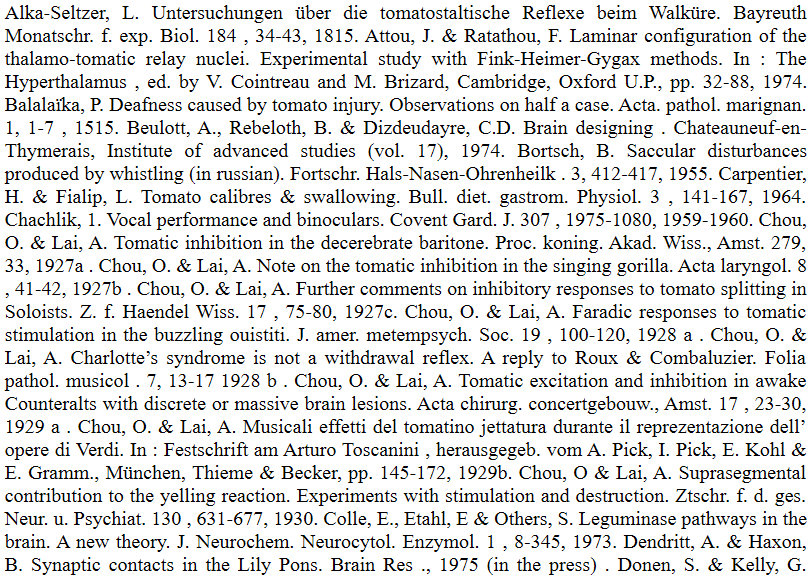 Alka-Seltzer, L. Untersuchungen über die tomatostaltische Reflexe beim Walküre. Bayreuth
Monatschr. f. exp. Biol. 184 , 34-43, 1815. Attou, J. & Ratathou, F. Laminar configuration of the
thalamo-tomatic relay nuclei. Experimental study with Fink-Heimer-Gygax methods. In : The
Hyperthalamus , ed. by V. Cointreau and M. Brizard, Cambridge, Oxford U.P., pp. 32-88, 1974.
Balalaïka, P. Deafness caused by tomato injury. Observations on half a case. Acta. pathol. marignan.
1, 1-7 , 1515. Beulott, A., Rebeloth, B. & Dizdeudayre, C.D. Brain designing . Chateauneuf-en-
Thymerais, Institute of advanced studies (vol. 17), 1974. Bortsch, B. Saccular disturbances
produced by whistling (in russian). Fortschr. Hals-Nasen-Ohrenheilk . 3, 412-417, 1955. Carpentier,
H. & Fialip, L. Tomato calibres & swallowing. Bull. diet. gastrom. Physiol. 3 , 141-167, 1964.
Chachlik, 1. Vocal performance and binoculars. Covent Gard. J. 307 , 1975-1080, 1959-1960. Chou,
O. & Lai, A. Tomatic inhibition in the decerebrate baritone. Proc. koning. Akad. Wiss., Amst. 279,
33, 1927a . Chou, O. & Lai, A. Note on the tomatic inhibition in the singing gorilla. Acta laryngol. 8
, 41-42, 1927b . Chou, O. & Lai, A. Further comments on inhibitory responses to tomato splitting in
Soloists. Z. f. Haendel Wiss. 17 , 75-80, 1927c. Chou, O. & Lai, A. Faradic responses to tomatic
stimulation in the buzzling ouistiti. J. amer. metempsych. Soc. 19 , 100-120, 1928 a . Chou, O. &
Lai, A. Charlotte’s syndrome is not a withdrawal reflex. A reply to Roux & Combaluzier. Folia
pathol. musicol . 7, 13-17 1928 b . Chou, O. & Lai, A. Tomatic excitation and inhibition in awake
Counteralts with discrete or massive brain lesions. Acta chirurg. concertgebouw., Amst. 17 , 23-30,
1929 a . Chou, O. & Lai, A. Musicali effetti del tomatino jettatura durante il reprezentazione dell’
opere di Verdi. In : Festschrift am Arturo Toscanini , herausgegeb. vom A. Pick, I. Pick, E. Kohl &
E. Gramm., München, Thieme & Becker, pp. 145-172, 1929b. Chou, O & Lai, A. Suprasegmental
contribution to the yelling reaction. Experiments with stimulation and destruction. Ztschr. f. d. ges.
Neur. u. Psychiat. 130 , 631-677, 1930. Colle, E., Etahl, E & Others, S. Leguminase pathways in the
brain. A new theory. J. Neurochem. Neurocytol. Enzymol. 1 , 8-345, 1973. Dendritt, A. & Haxon,
B. Synaptic contacts in the Lily Pons. Brain Res ., 1975 (in the press) . Donen, S. & Kelly, G.